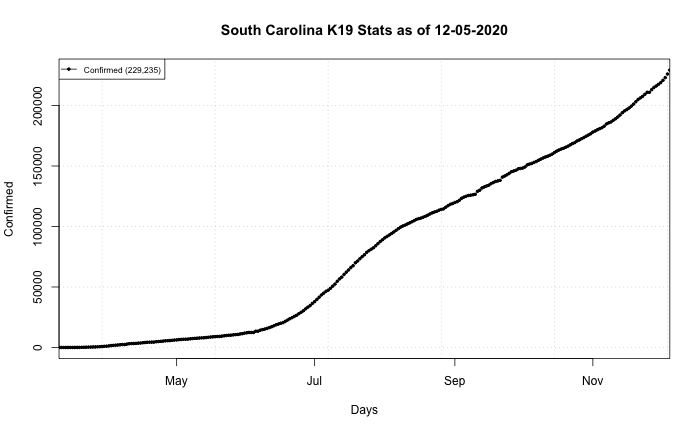 South Carolina K19 Stats as of 12-05-2020
Confirmed (229,235)
Confirmed
200000
150000
100000
50000
0
May Jul Sep Nov
Days